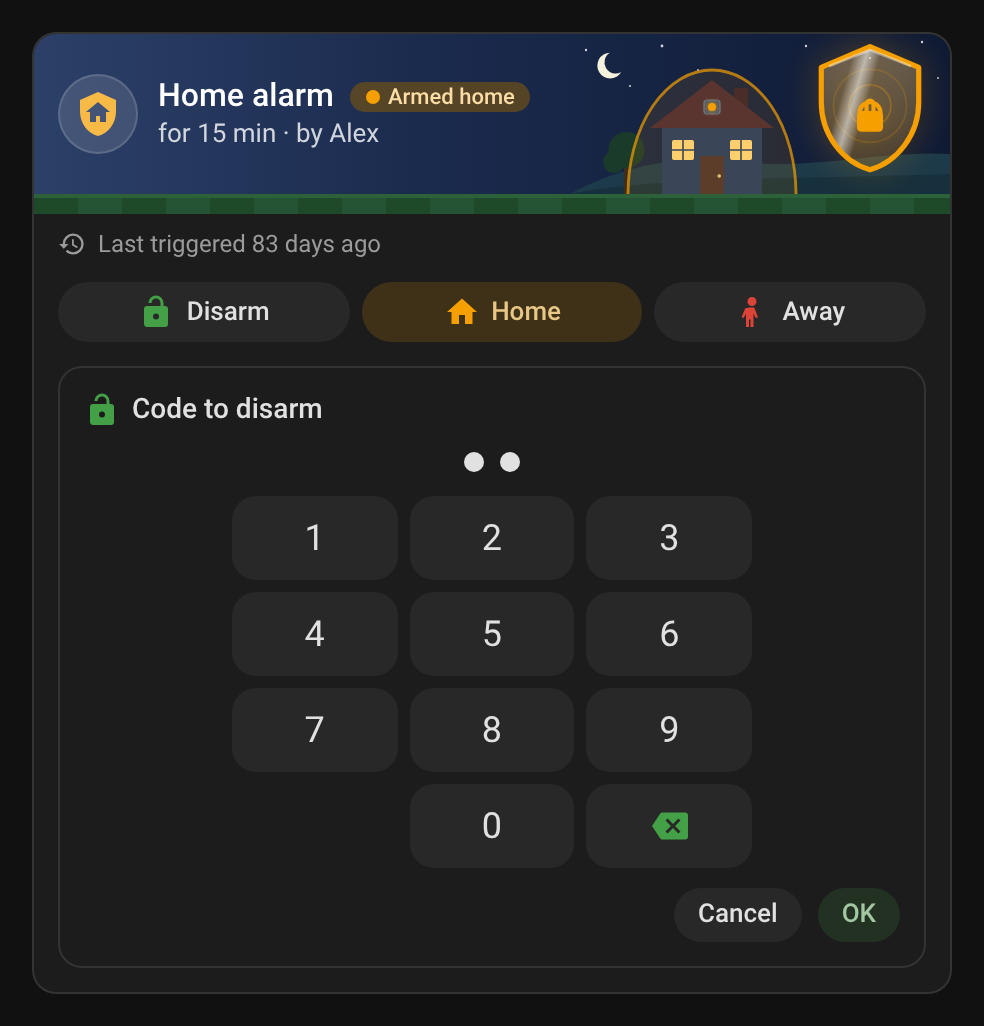 Home alarm Armed home
for 15 min · by Alex
Last triggered 83 days ago
Disarm Home Away
Code to disarm
1 2 3
4 5 6
7 8 9
0
Cancel OK